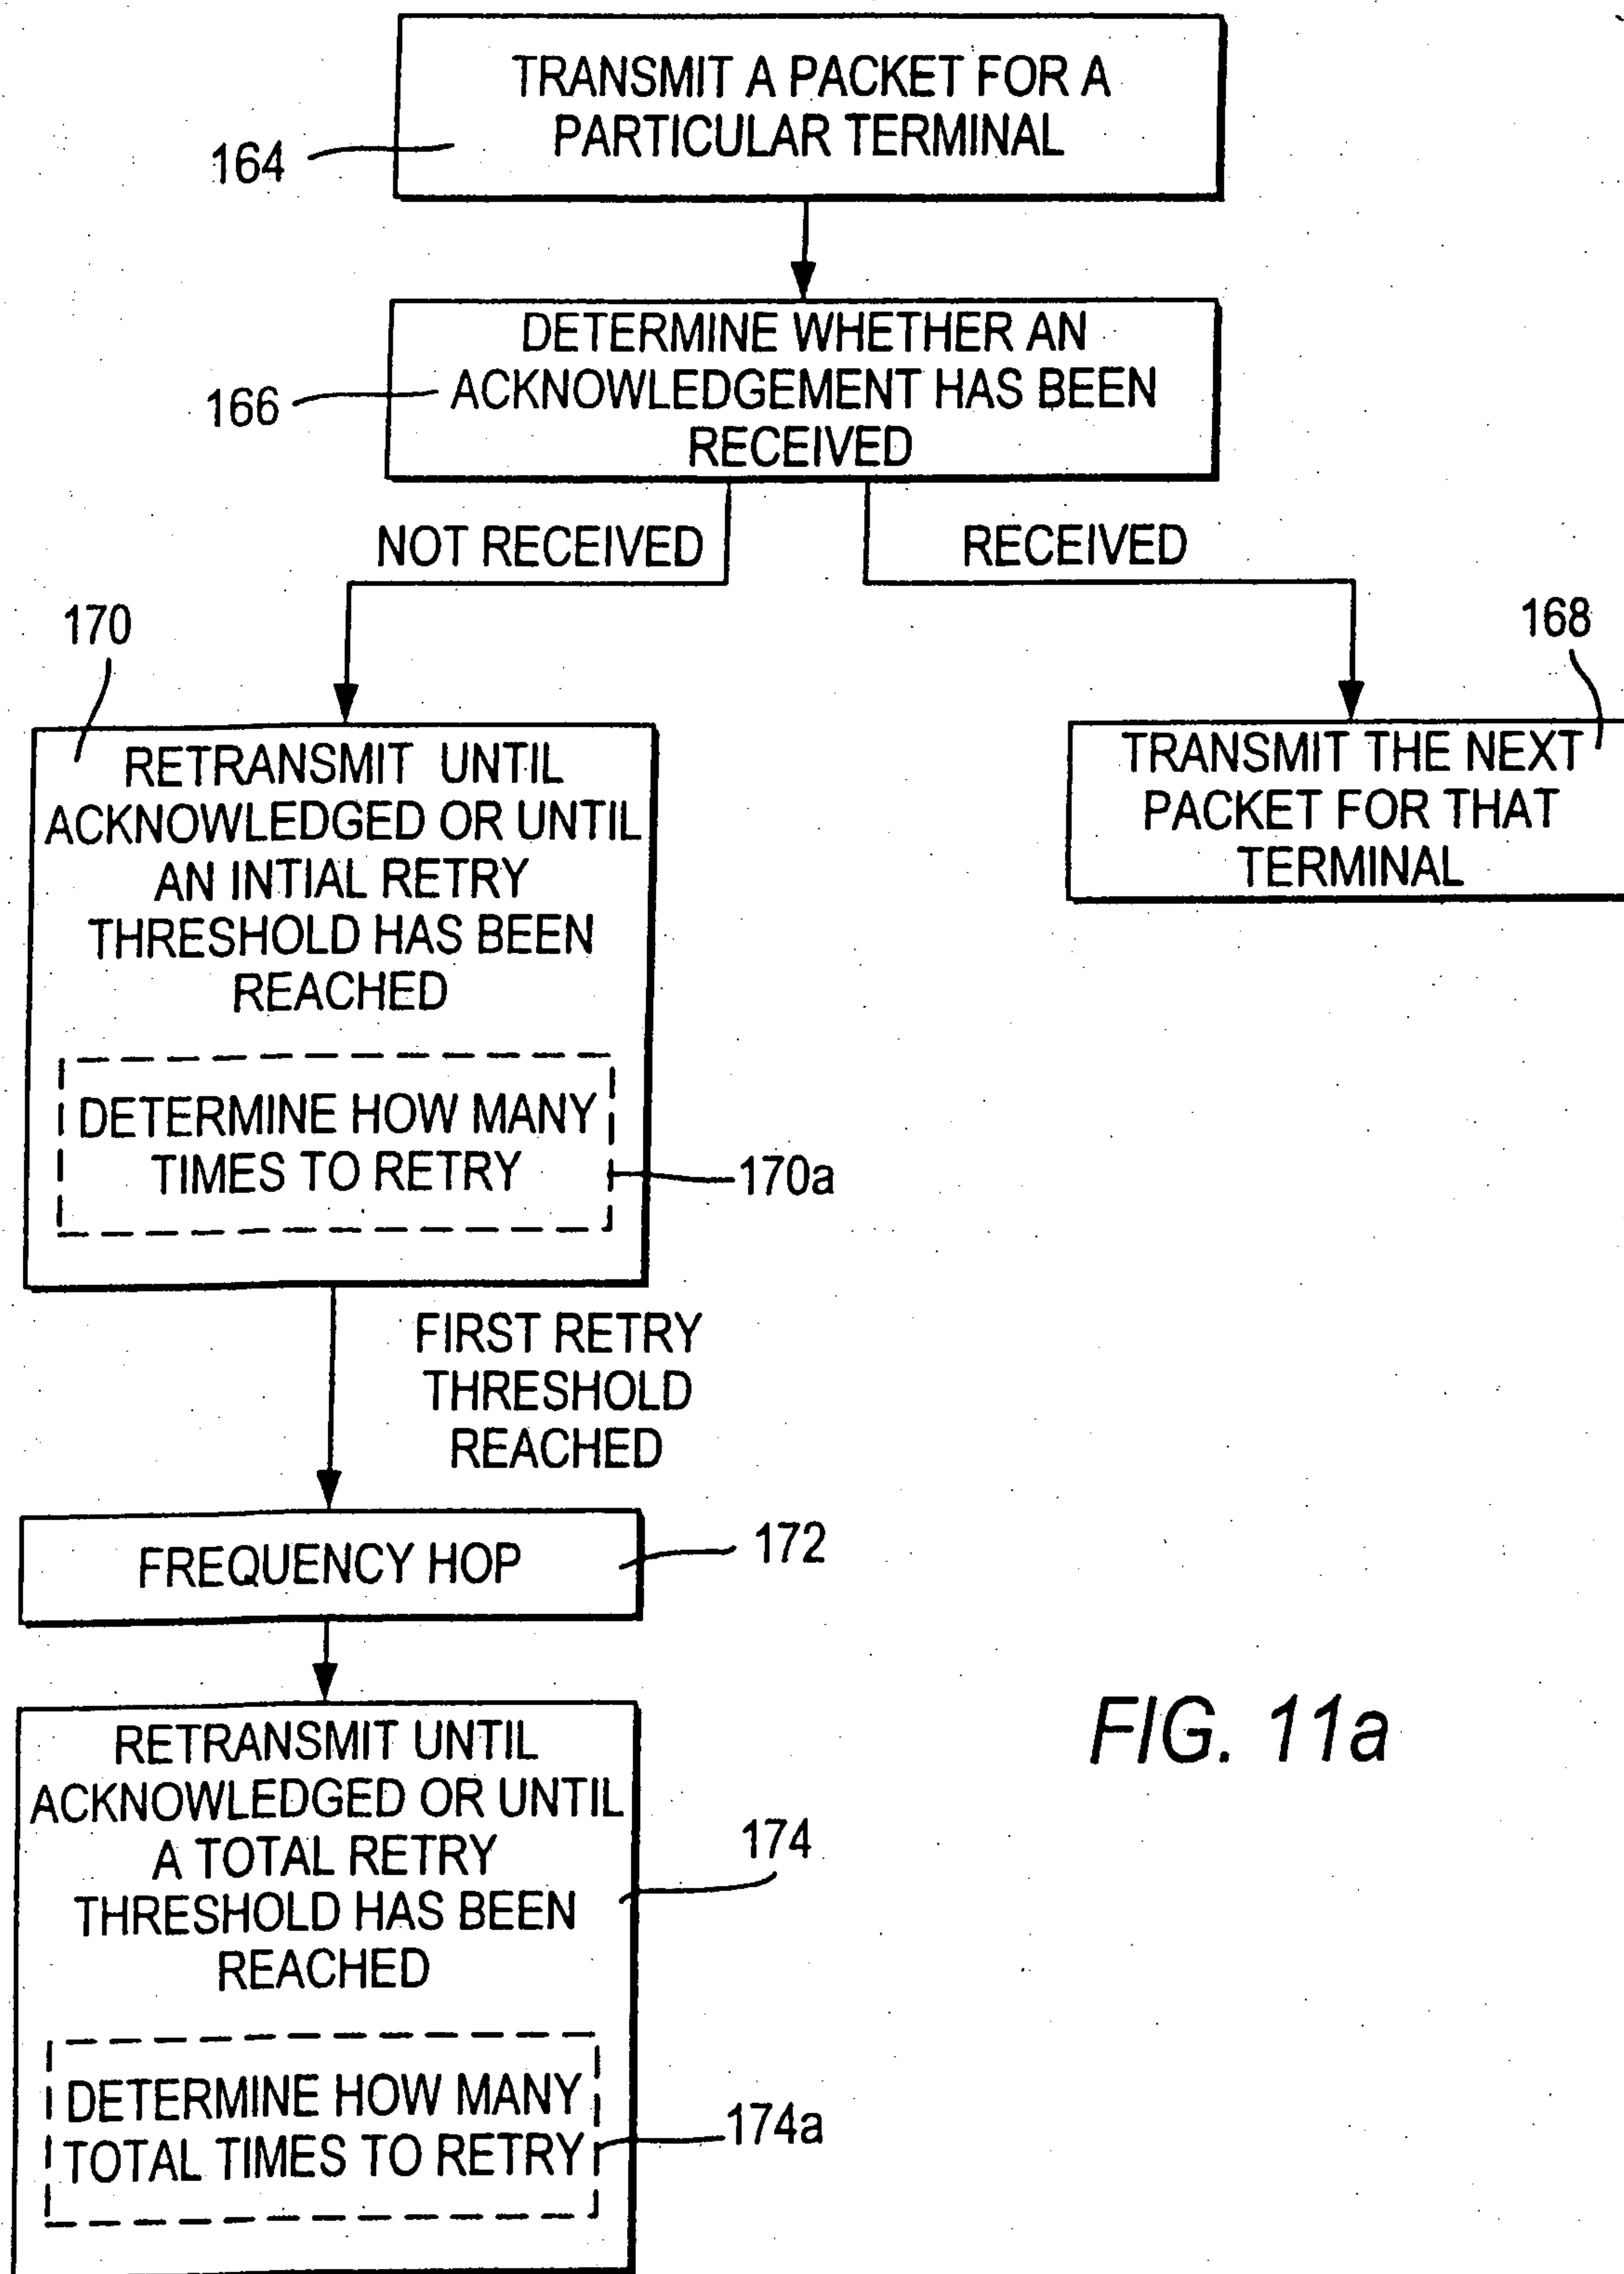 TRANSMIT A PACKET FOR A
PARTICULAR TERMINAL
164
DETERMINE WHETHER AN
ACKNOWLEDGEMENT HAS BEEN
RECEIVED
166
NOT RECEIVED
RECEIVED
170
168
RETRANSMIT UNTIL
ACKNOWLEDGED OR UNTIL
AN INTIAL RETRY
THRESHOLD HAS BEEN
REACHED
TRANSMIT THE NEXT
PACKET FOR THAT
TERMINAL
DETERMINE HOW MANY
TIMES TO RETRY
170a
FIRST RETRY
THRESHOLD
REACHED
FREQUENCY HOP
172
RETRANSMIT UNTIL
ACKNOWLEDGED OR UNTIL
A TOTAL RETRY
THRESHOLD HAS BEEN
REACHED
174
DETERMINE HOW MANY
TOTAL TIMES TO RETRY
174a
FIG. 11a